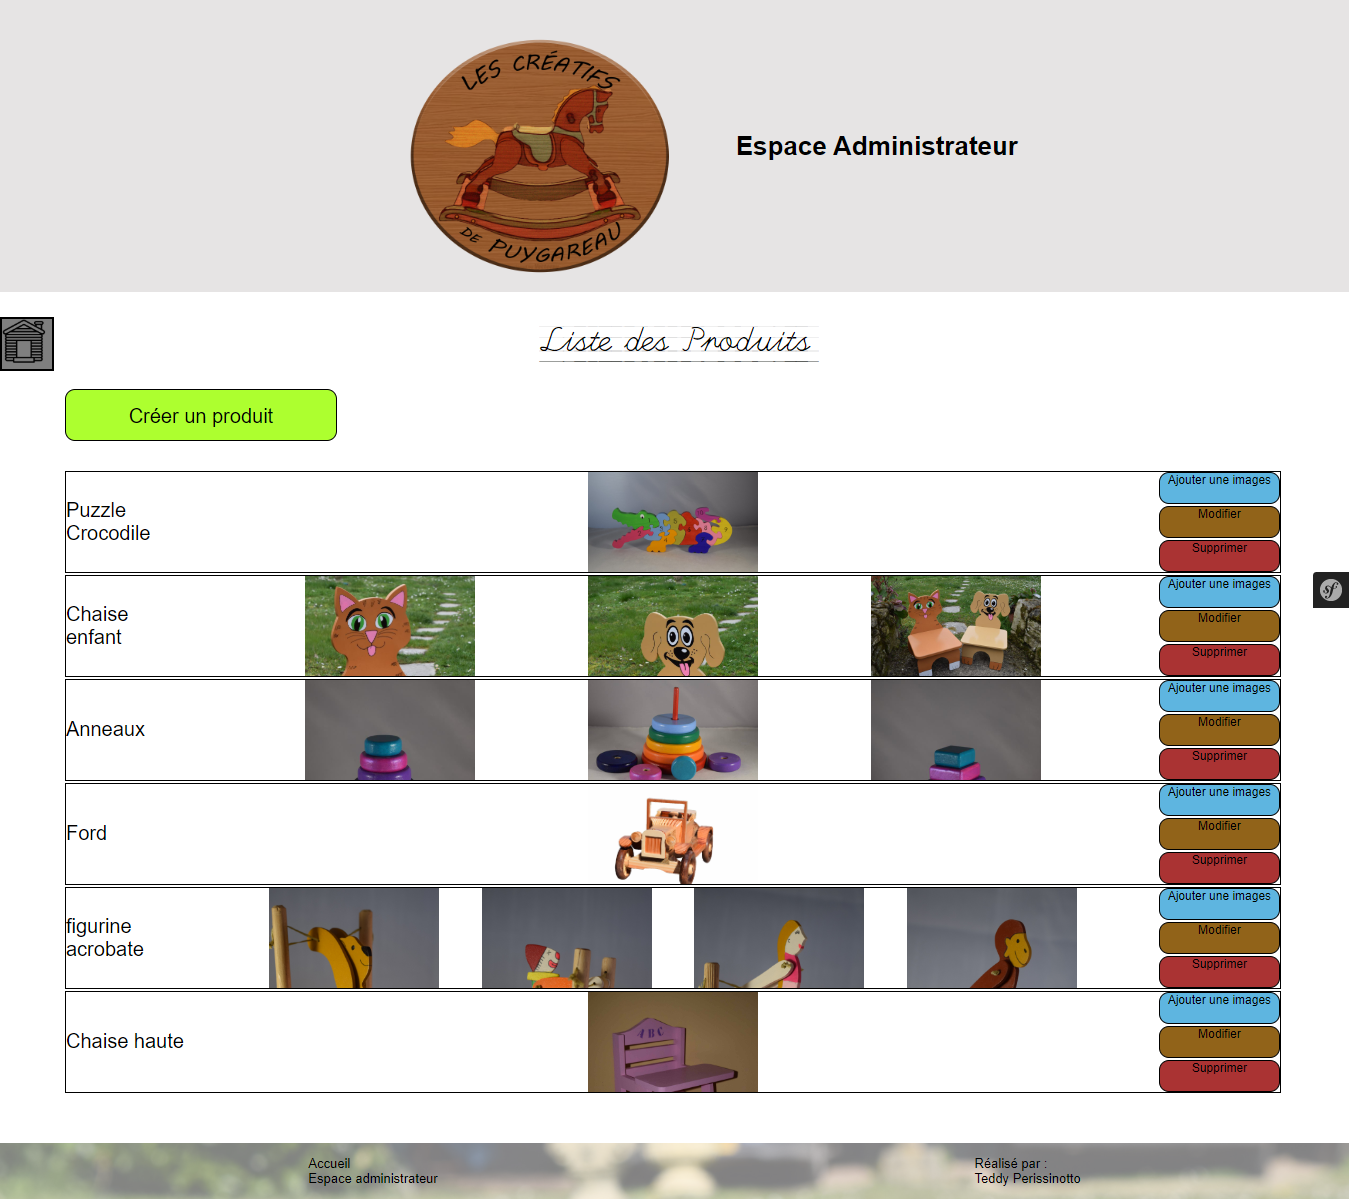 LES CRÉATIFS
DE PUYGAREAU
Espace Administrateur
Liste des Produits
Créer un produit
Puzzle
Crocodile
Ajouter une images
Modifier
Supprimer
Chaise
enfant
Ajouter une images
Modifier
Supprimer
Anneaux
Ajouter une images
Modifier
Supprimer
Ford
Ajouter une images
Modifier
Supprimer
figurine
acrobate
Ajouter une images
Modifier
Supprimer
Chaise haute
ABC
Ajouter une images
Modifier
Supprimer
sf
Accueil
Espace administrateur
Réalisé par :
Teddy Perissinotto